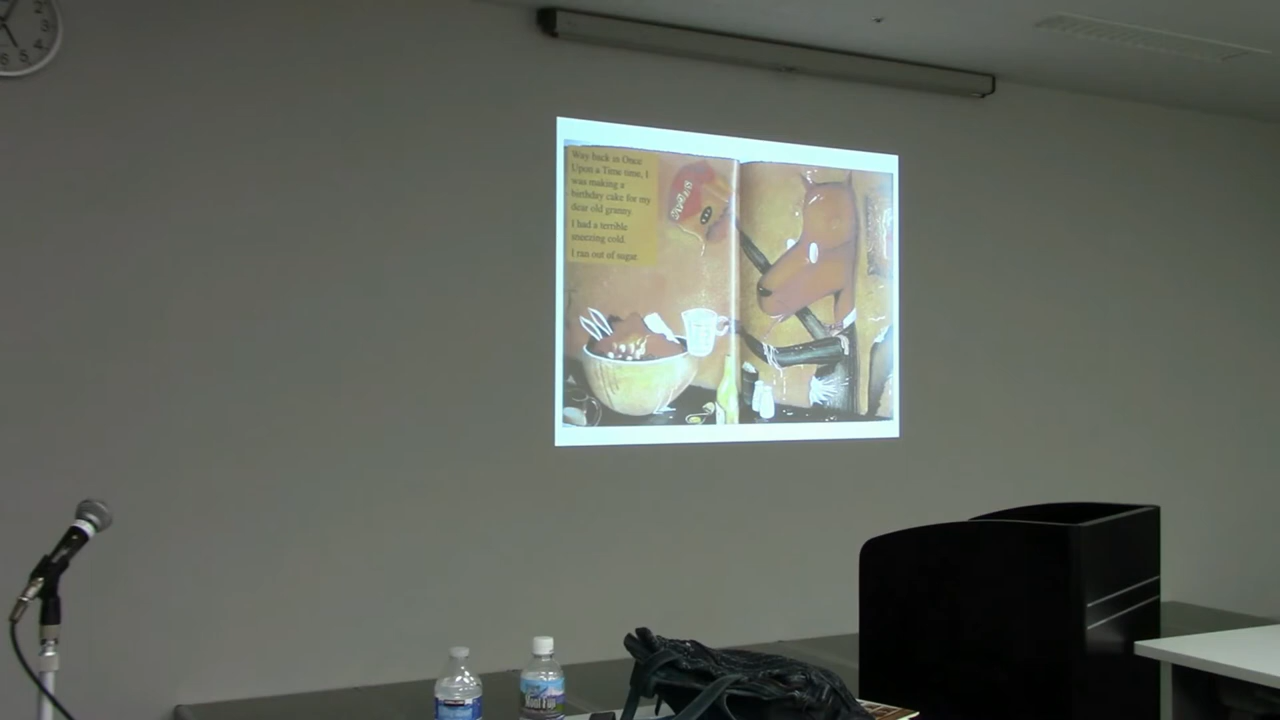 Way back in Once
Upon a Time time, I
was making a
birthday cake for my
dear old granny.
I had a terrible
sneezing cold.
I ran out of sugar.